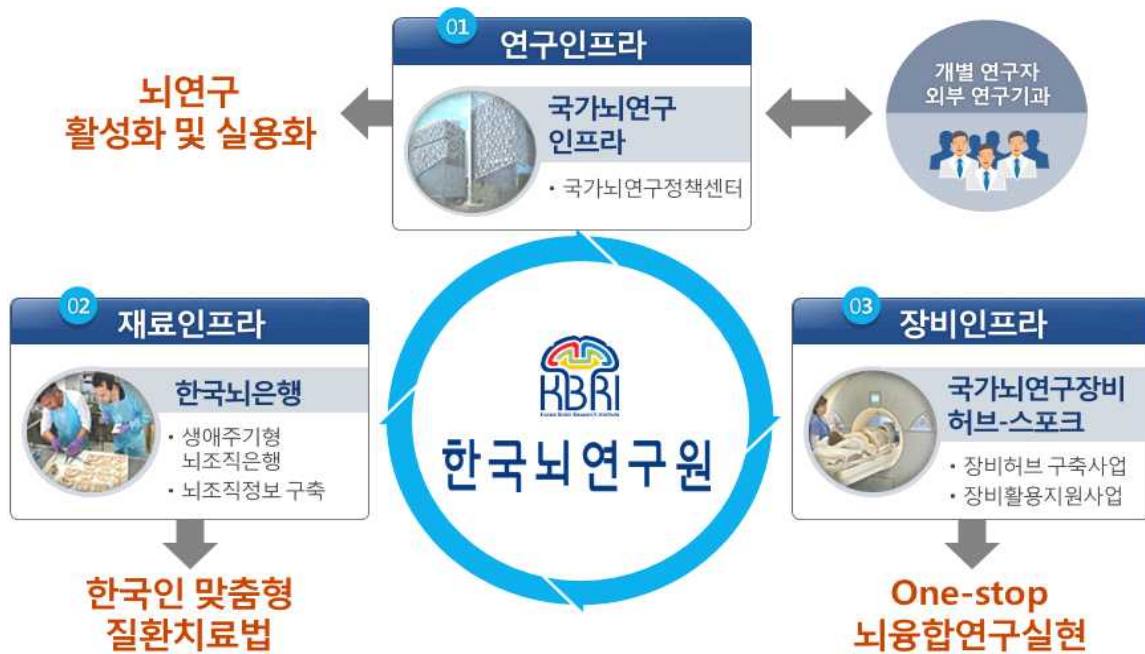 01
연구인프라
국가뇌연구
인프라
• 국가뇌연구정책센터
뇌연구
활성화 및 실용화
개별 연구자
외부 연구기과
02
재료인프라
한국뇌은행
• 생애주기형
뇌조직은행
• 뇌조직정보 구축
한국인 맞춤형
질환치료법
KBRI
Korea Brain Research Institute
한국뇌연구원
03
장비인프라
국가뇌연구장비
허브-스포크
• 장비허브 구축사업
• 장비활용지원사업
One-stop
뇌융합연구실현